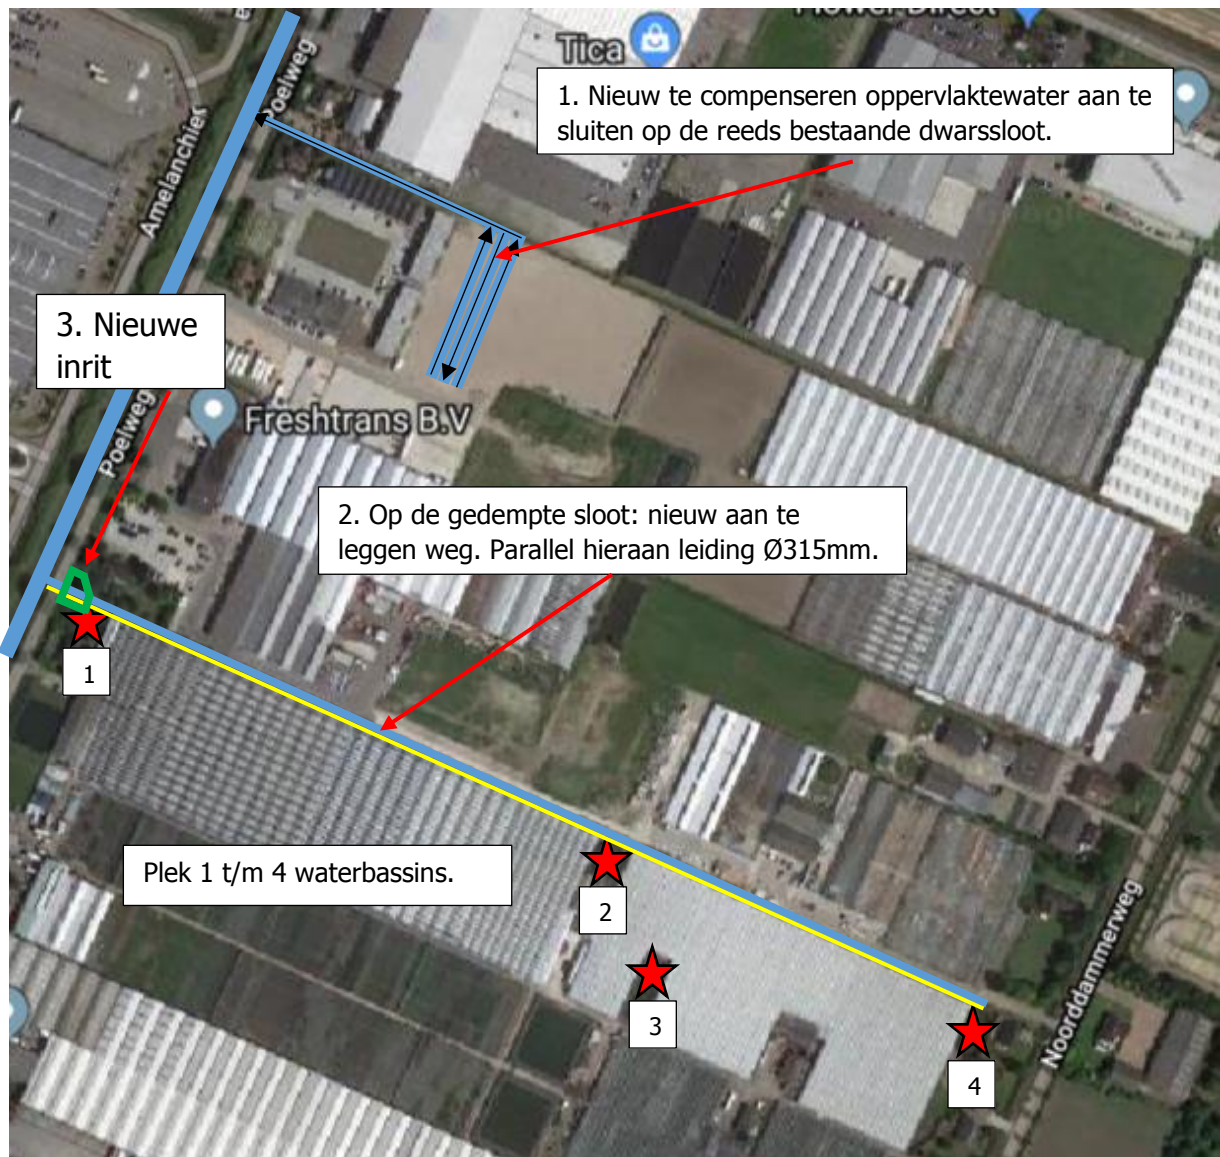 Tica
1. Nieuw te compenseren oppervlaktewater aan te
sluiten op de reeds bestaande dwarssloot.
Poelweg
Amelanchier
3. Nieuwe
inrit
Poelweg
Freshtrans B.V
2. Op de gedempte sloot: nieuw aan te
leggen weg. Parallel hieraan leiding Ø315mm.
1
Plek 1 t/m 4 waterbassins.
2
3
4
Noorddammerweg